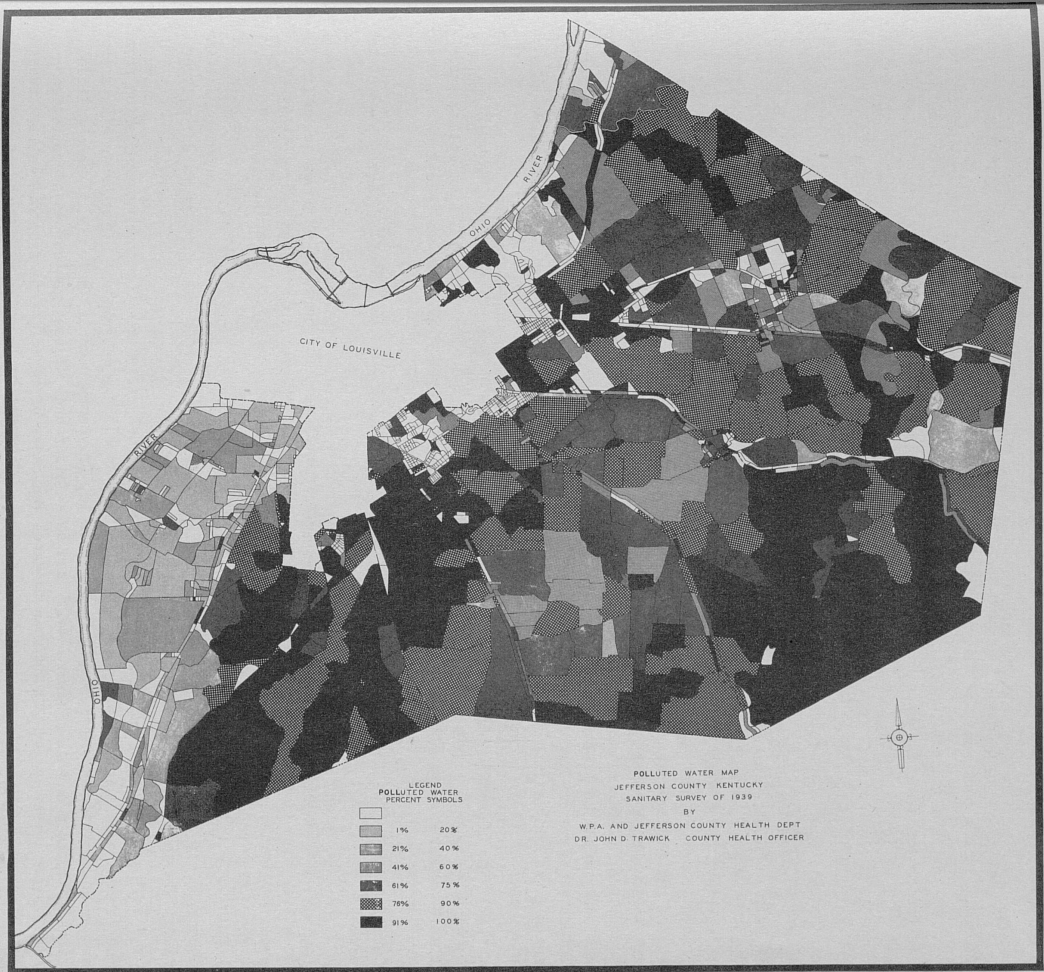 OHIO RIVER
CITY OF LOUISVILLE
OHIO RIVER
LEGEND
POLLUTED WATER
PERCENT SYMBOLS
1% 20%
21% 40%
41% 60%
61% 75%
76% 90%
91% 100%
POLLUTED WATER MAP
JEFFERSON COUNTY KENTUCKY
SANITARY SURVEY OF 1939
BY
W.P.A. AND JEFFERSON COUNTY HEALTH DEPT
DR. JOHN D. TRAWICK COUNTY HEALTH OFFICER